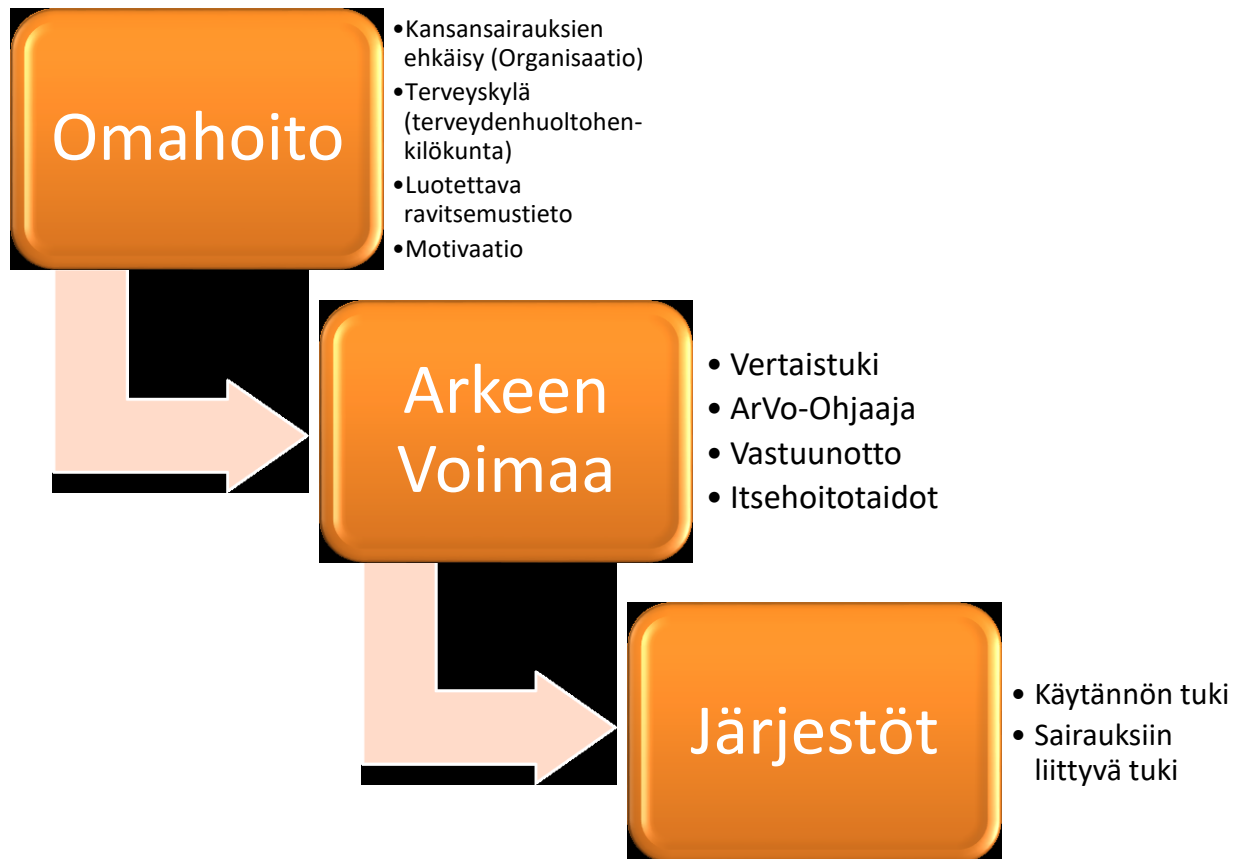 Omahoito
•Kansansairauksien
ehkäisy (Organisaatio)
•Terveyskylä
(terveydenhuoltohen-
kilökunta)
•Luotettava
ravitsemustieto
•Motivaatio
Arkeen
Voimaa
• Vertaistuki
• ArVo-Ohjaaja
• Vastuunotto
• Itsehoitotaidot
Järjestöt
• Käytännön tuki
• Sairauksiin
liittyvä tuki